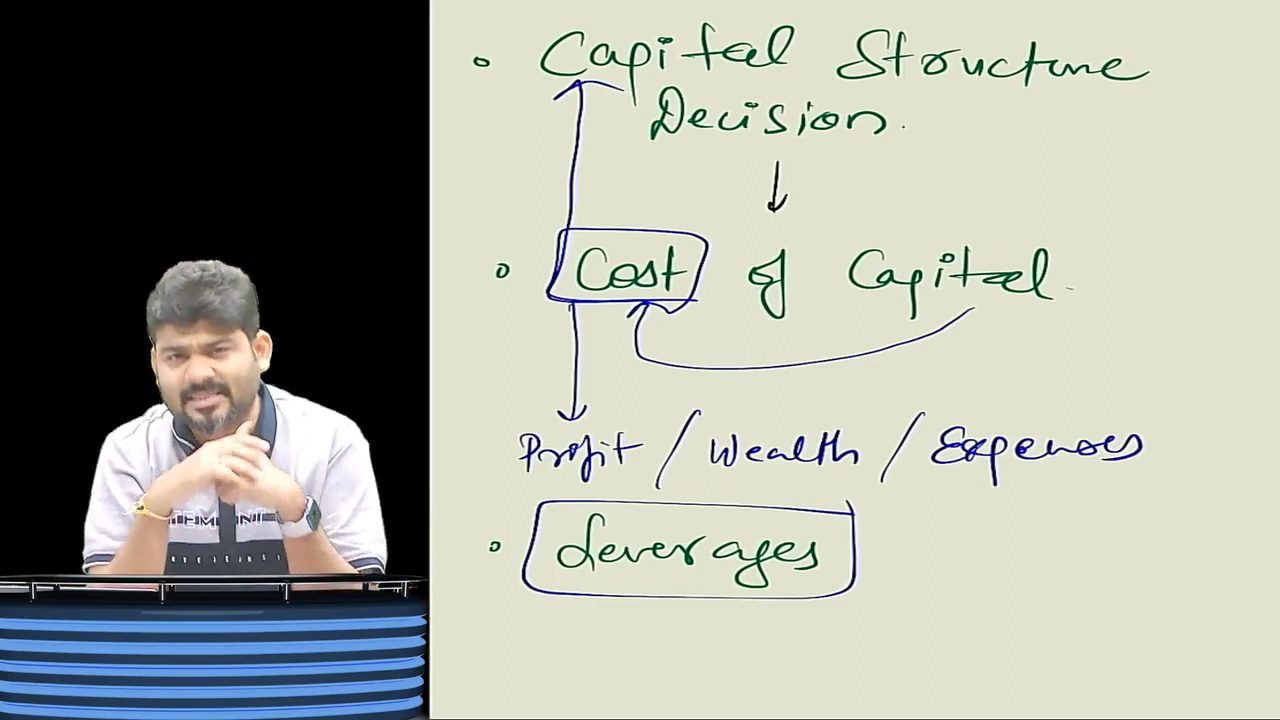 • Capital Structure
Decision.
• Cost of Capital
Profit / Wealth / Expenses
• Leverages